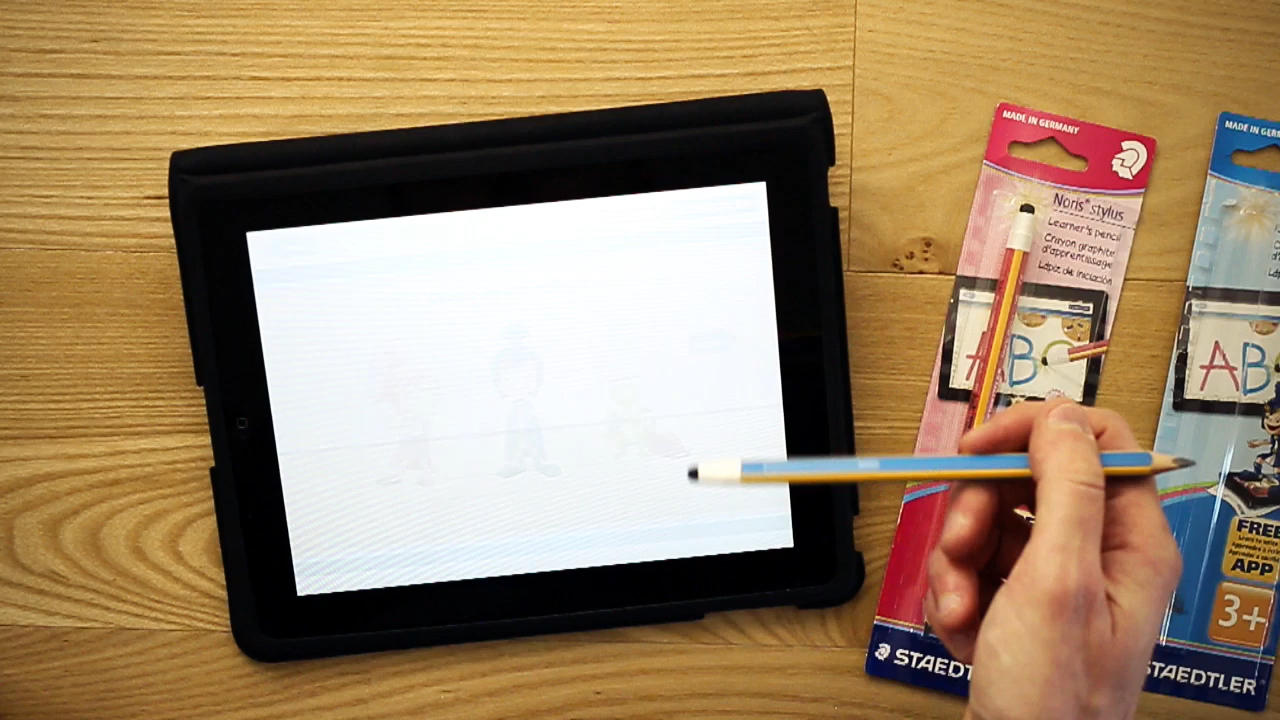 MADE IN GERMANY
Noris® stylus
Learner's pencil
Crayon graphite
d'apprentissage
Lápiz de iniciación
ABC
STAEDT
MADE IN GER
AB
FREE
APP
3+
STAEDTLER